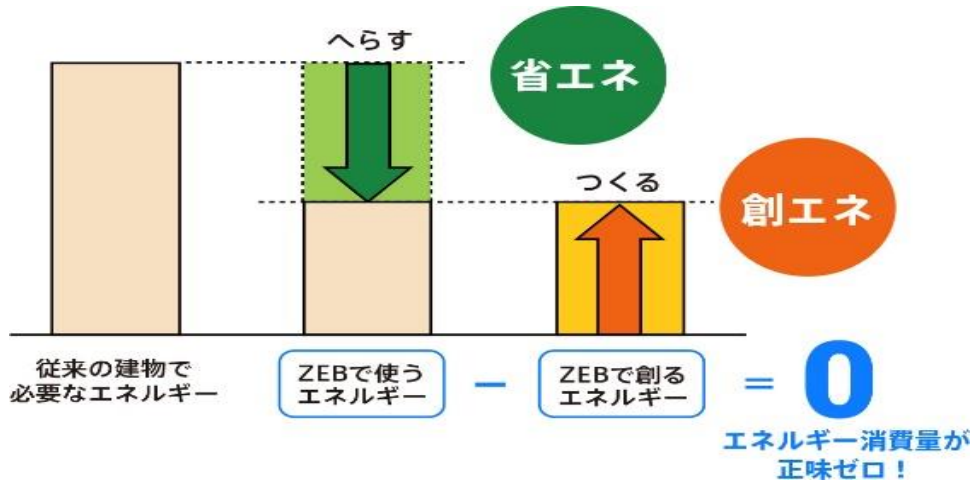 へらす
省エネ
つくる
創エネ
従来の建物で
必要なエネルギー
ZEBで使う
エネルギー
−
ZEBで創る
エネルギー
= 0
エネルギー消費量が
正味ゼロ！